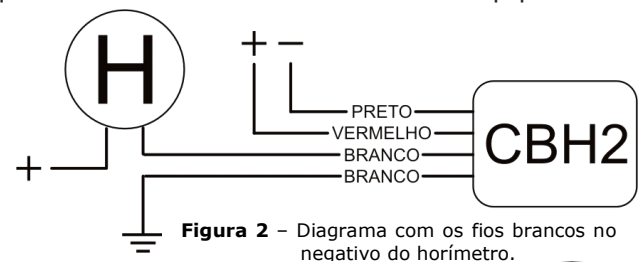 H
+ −
PRETO
VERMELHO
BRANCO
BRANCO
CBH2
+
Figura 2 – Diagrama com os fios brancos no
negativo do horímetro.